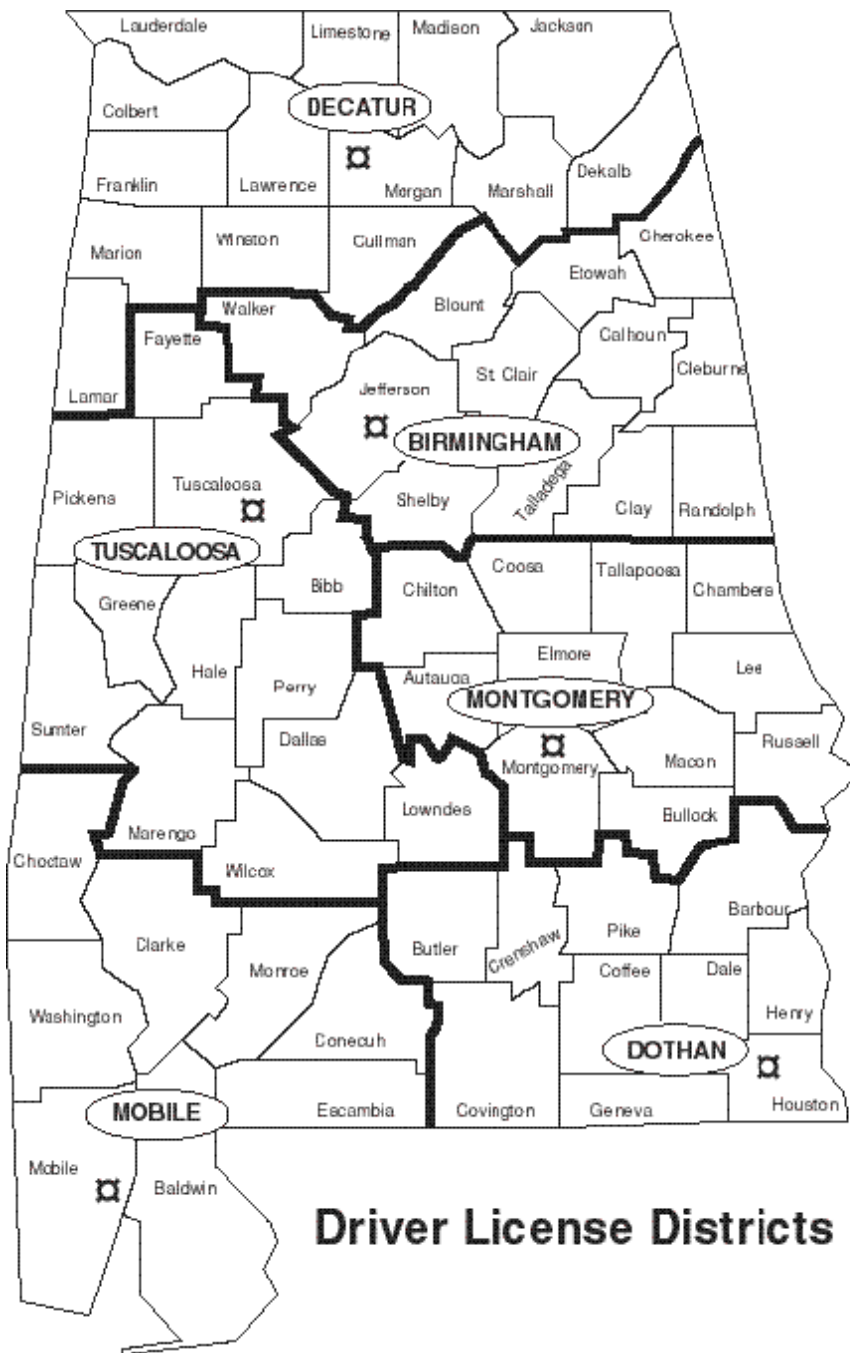 Lauderdale
Limestone
Madison
Jackson
Colbert
DECATUR
Franklin
Lawrence
Morgan
Marshall
Dekalb
Marion
Winston
Cullman
Cherokee
Etowah
Walker
Blount
Fayette
Calhoun
Lamar
Jefferson
St. Clair
Cleburne
BIRMINGHAM
Pickens
Tuscaloosa
Shelby
Talladega
Clay
Randolph
TUSCALOOSA
Greene
Bibb
Chilton
Coosa
Tallapoosa
Chambers
Hale
Perry
Autauga
Elmore
Lee
MONTGOMERY
Sumter
Dallas
Montgomery
Macon
Russell
Marengo
Lowndes
Bullock
Choctaw
Wilcox
Clarke
Monroe
Butler
Crenshaw
Pike
Barbour
Coffee
Dale
Henry
Washington
Conecuh
DOTHAN
MOBILE
Escambia
Covington
Geneva
Houston
Mobile
Baldwin
Driver License Districts